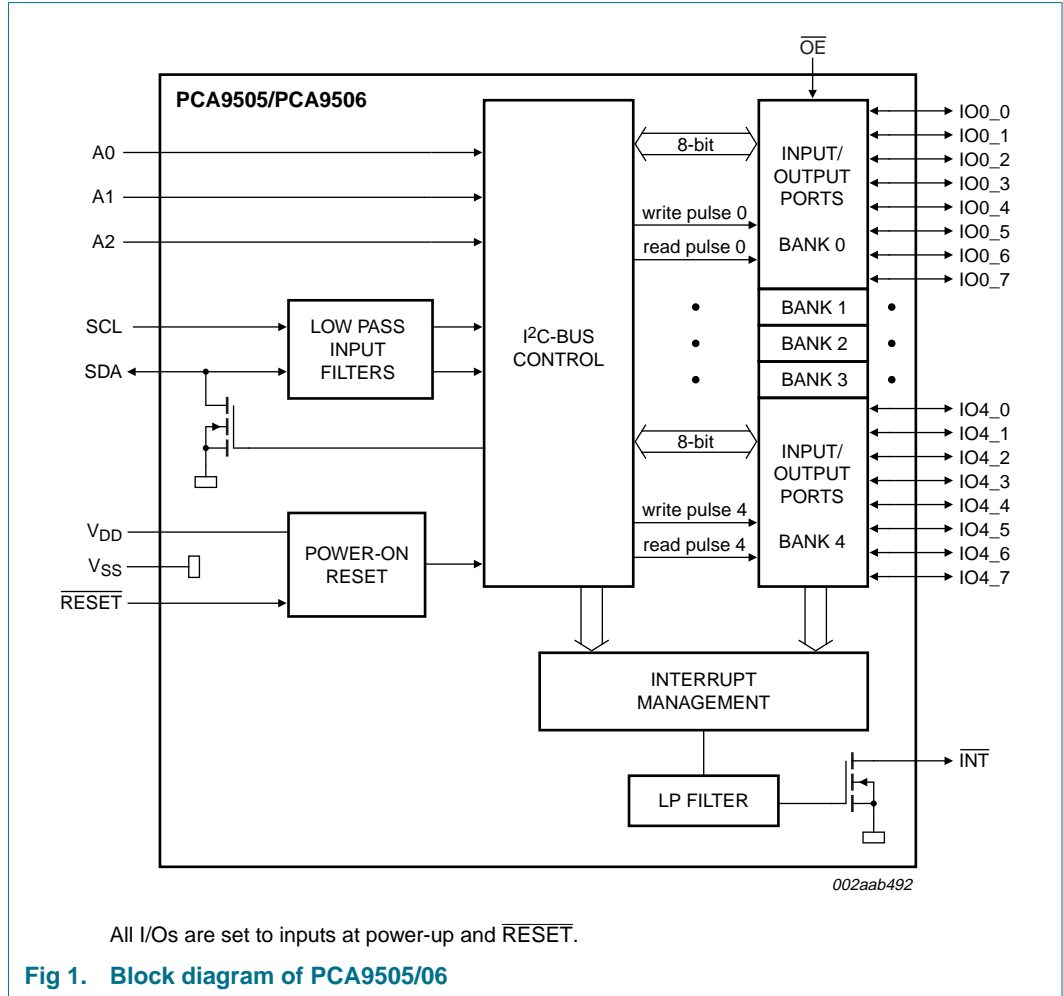 OE
PCA9505/PCA9506
A0
A1
A2
SCL
SDA
LOW PASS
INPUT
FILTERS
VDD
VSS
RESET
POWER-ON
RESET
I2C-BUS
CONTROL
8-bit
write pulse 0
read pulse 0
8-bit
write pulse 4
read pulse 4
INPUT/
OUTPUT
PORTS
BANK 0
BANK 1
BANK 2
BANK 3
INPUT/
OUTPUT
PORTS
BANK 4
IO0_0
IO0_1
IO0_2
IO0_3
IO0_4
IO0_5
IO0_6
IO0_7
IO4_0
IO4_1
IO4_2
IO4_3
IO4_4
IO4_5
IO4_6
IO4_7
INTERRUPT
MANAGEMENT
LP FILTER
INT
002aab492
All I/Os are set to inputs at power-up and RESET.
Fig 1. Block diagram of PCA9505/06